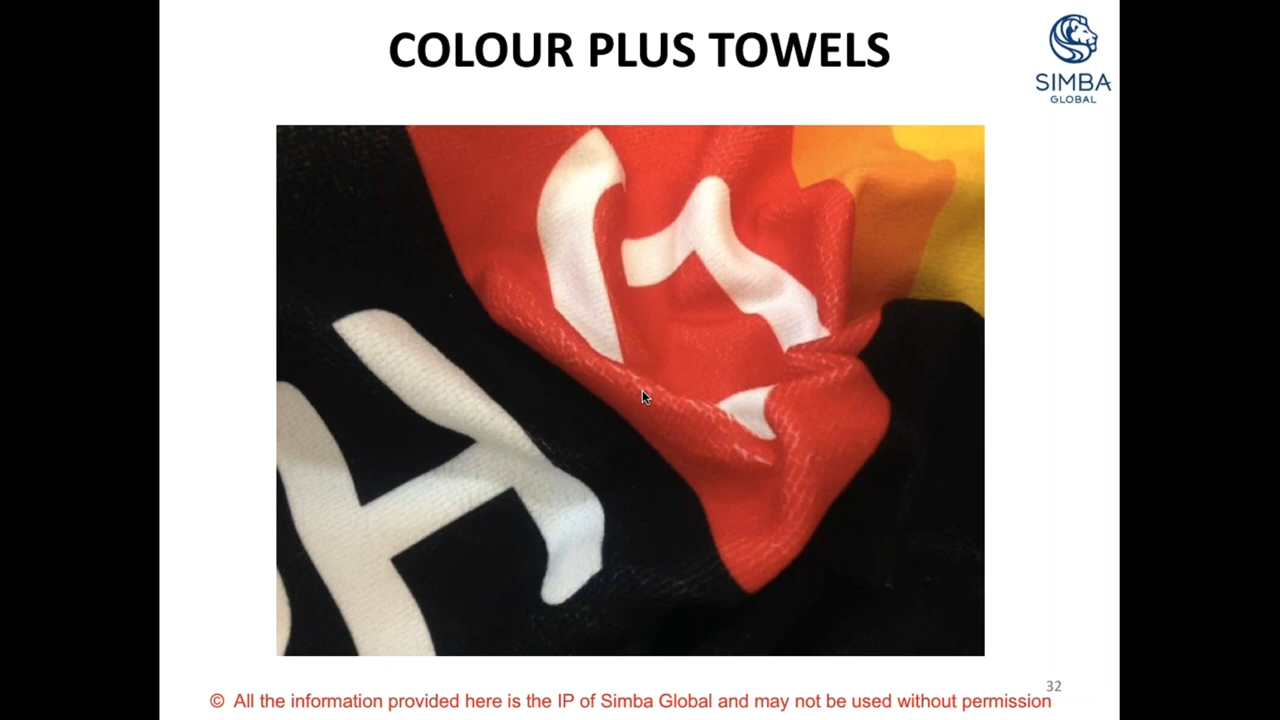 COLOUR PLUS TOWELS
SIMBA
GLOBAL
H
32
© All the information provided here is the IP of Simba Global and may not be used without permission